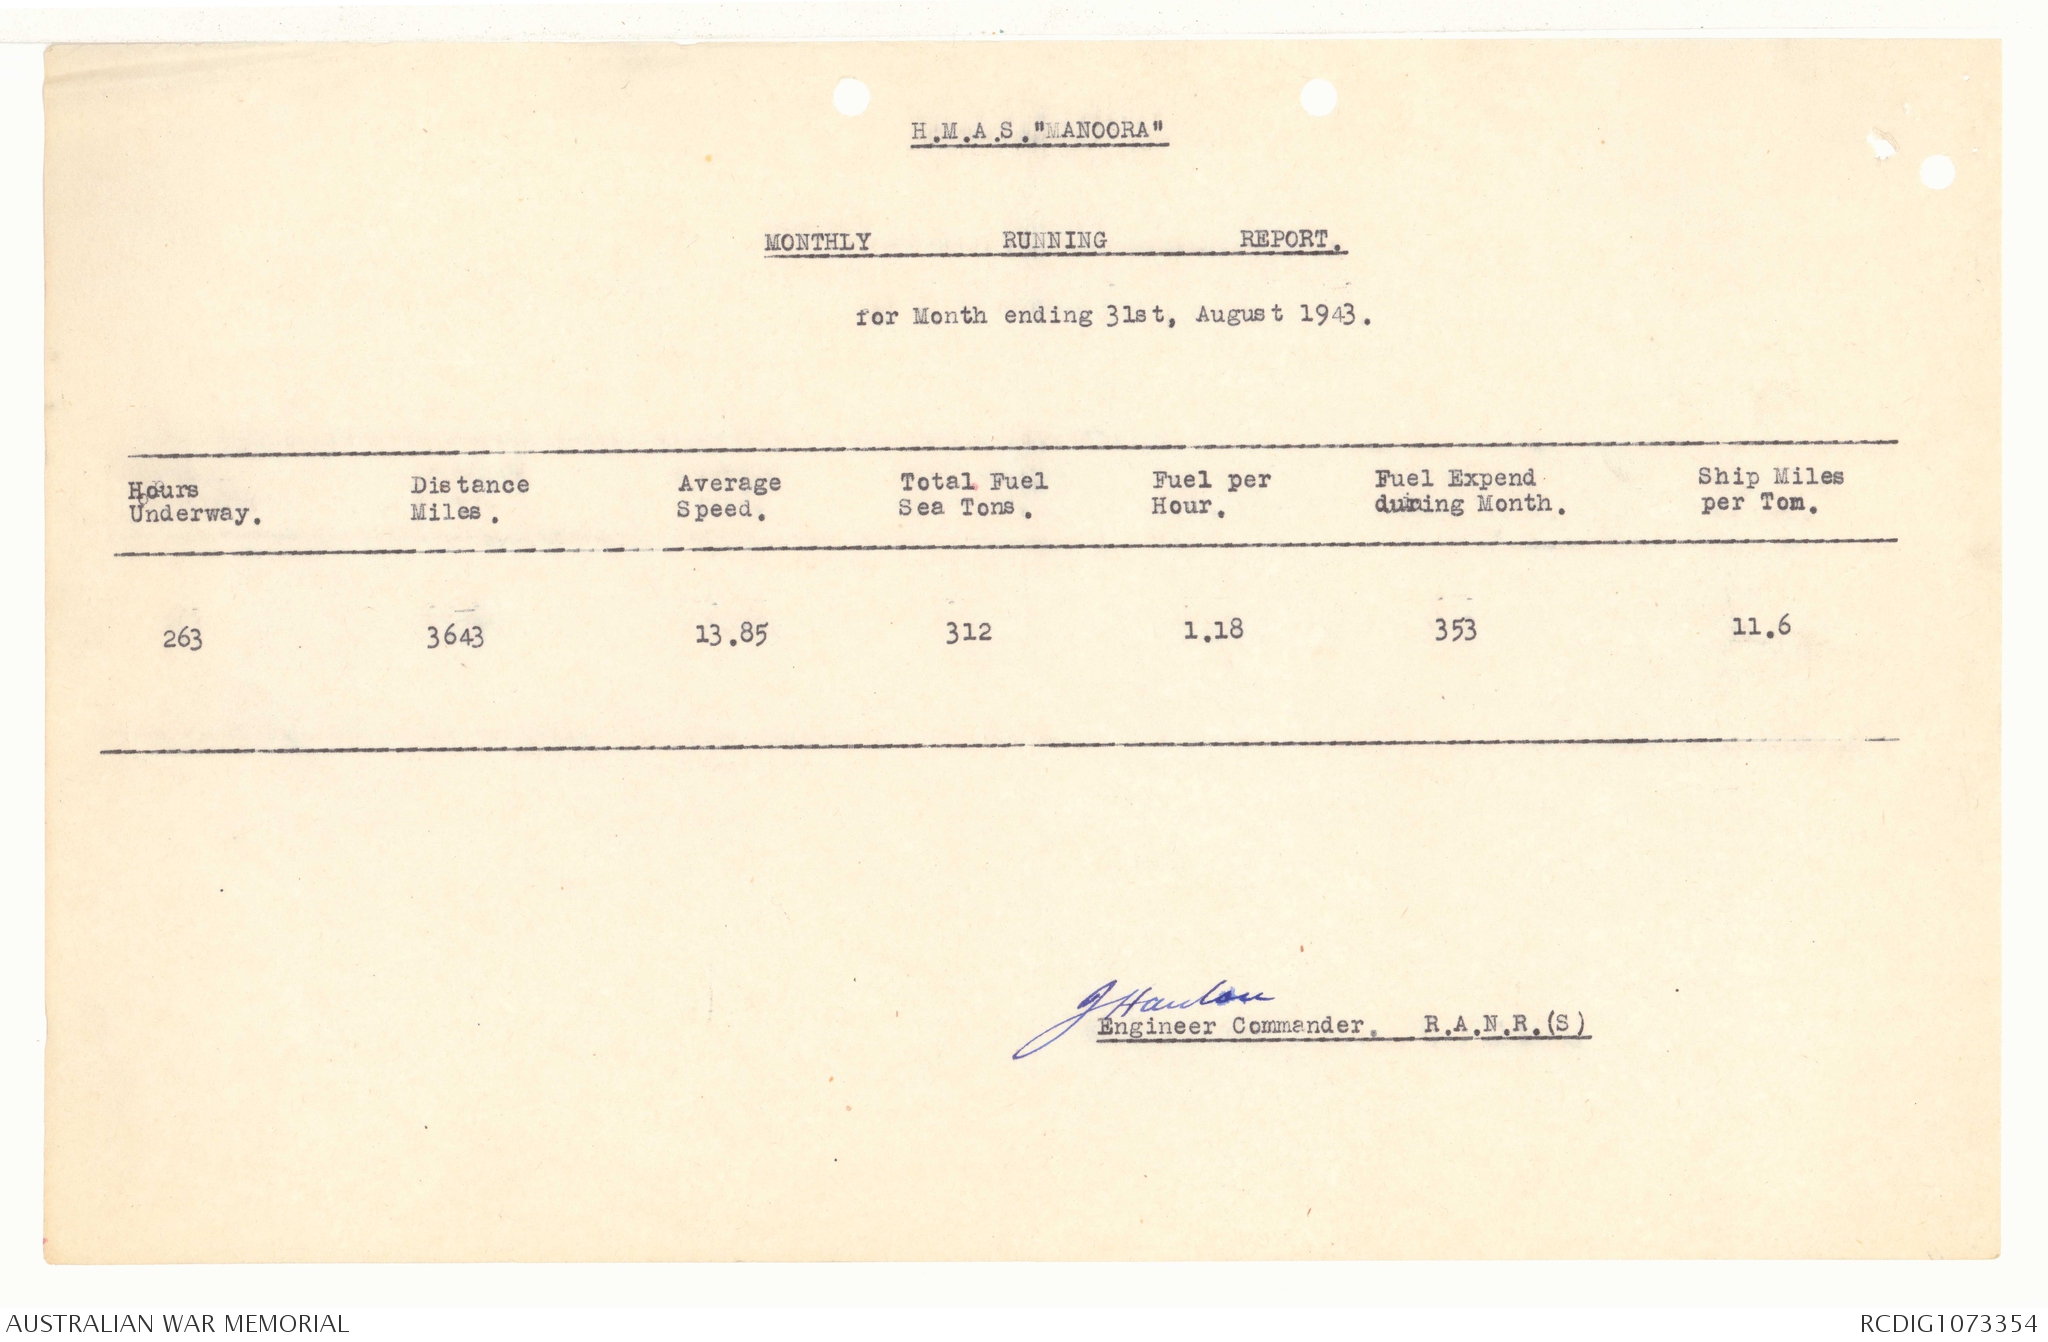 H.M.A.S."MANOORA"
MONTHLY RUNNING REPORT.
for Month ending 31st, August 1943.
Hours Underway. Distance Miles. Average Speed. Total Fuel Sea Tons. Fuel per Hour. Fuel Expend during Month. Ship Miles per Ton.
263 3643 13.85 312 1.18 353 11.6
J Hanlon
Engineer Commander. R.A.N.R.(S)
AUSTRALIAN WAR MEMORIAL RCDIG1073354